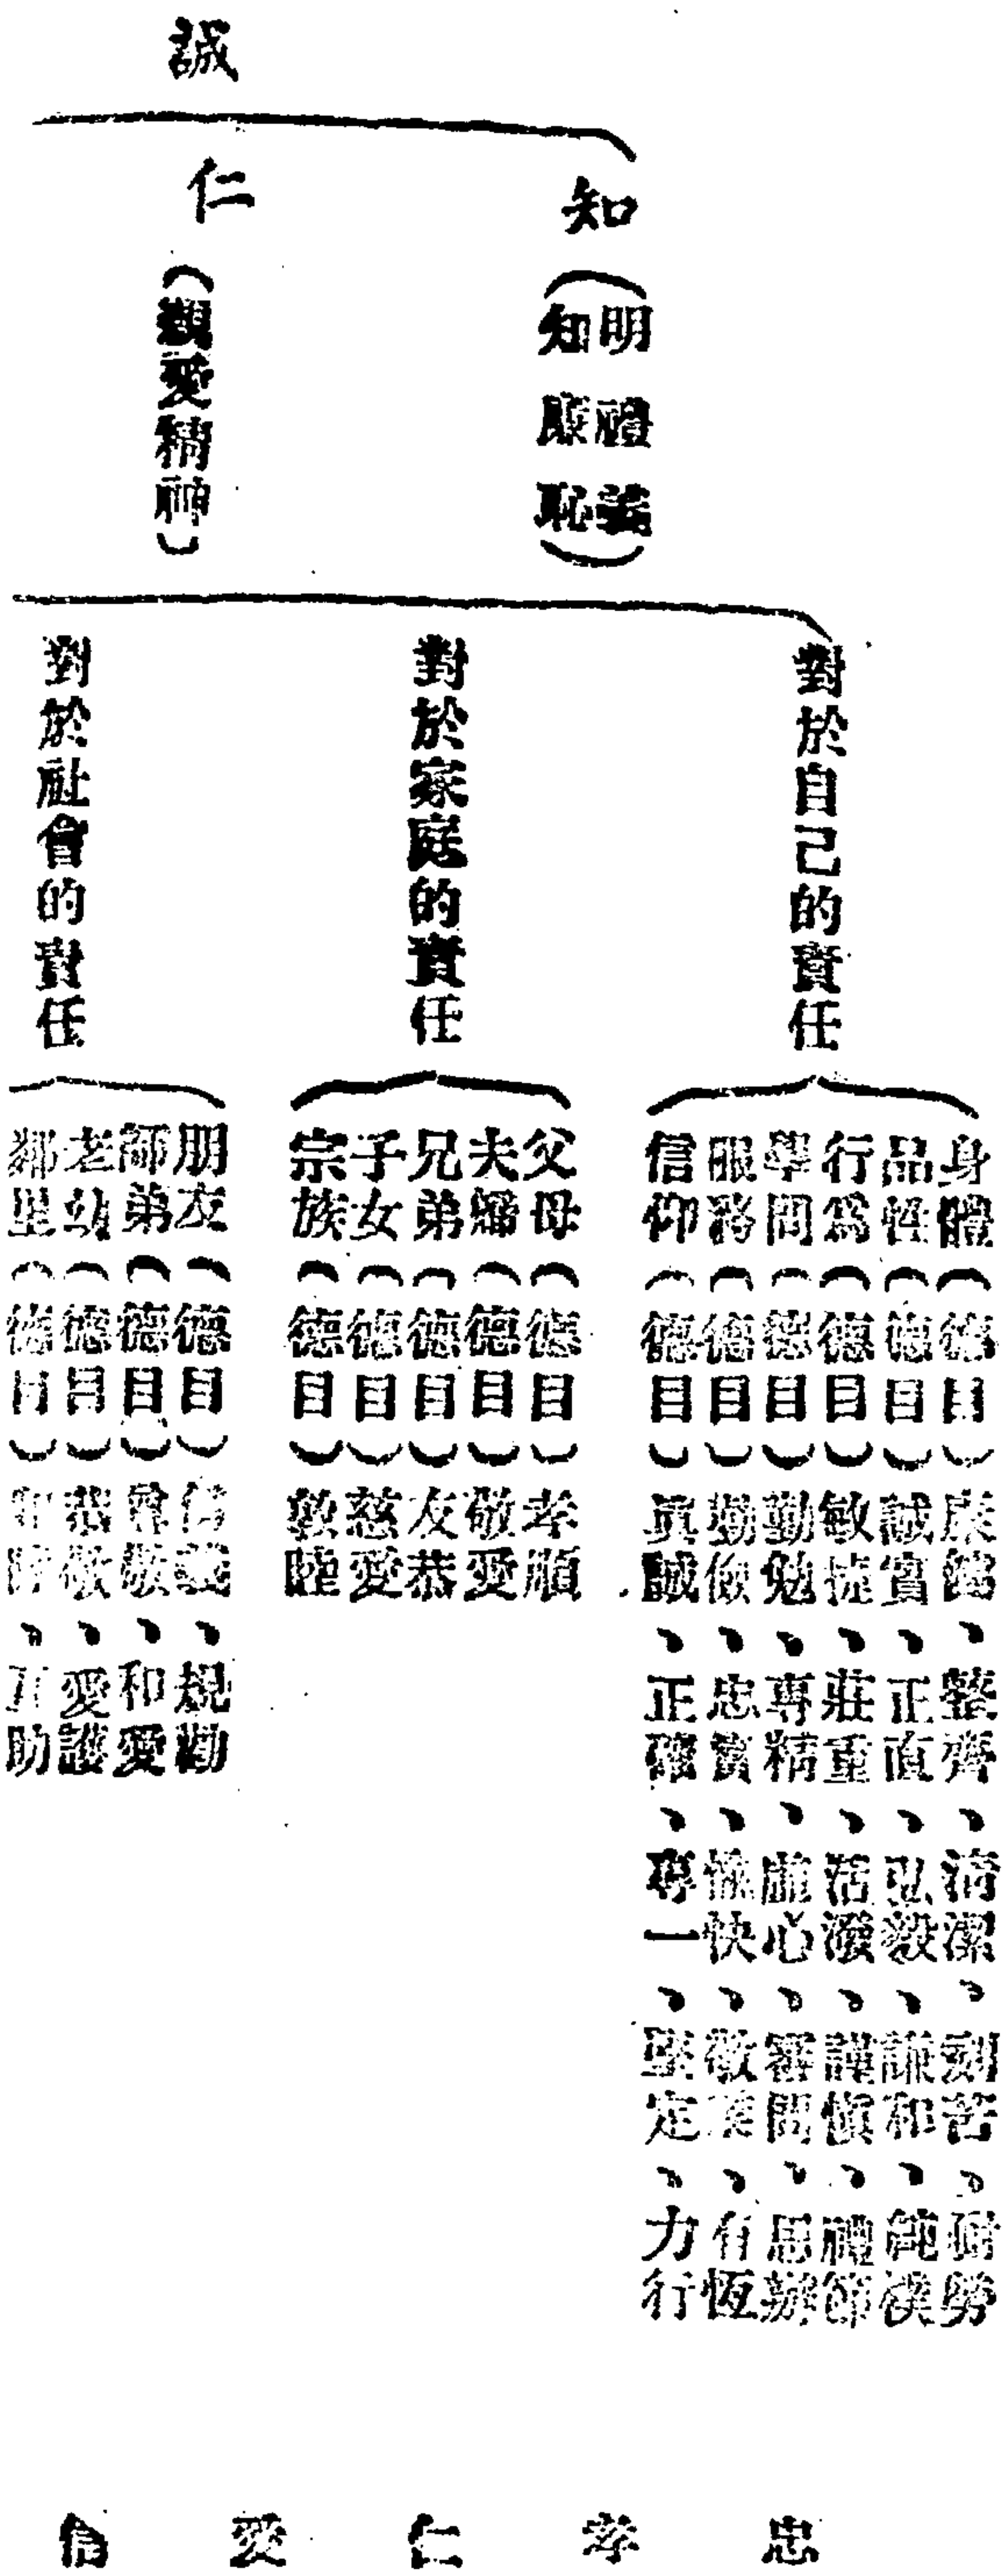 誠
知（明禮義
知廉恥）
仁（親愛精神）
對於自己的責任
身體（德目）康健、整齊、清潔、刻苦、耐勞
品性（德目）誠實、正直、弘毅、謙和、純樸
行為（德目）敏捷、莊重、活潑、謹慎、禮節
學問（德目）勤勉、專精、虛心、審問、思辦
服務（德目）勤儉、忠實、愉快、敬業、有恆
信仰（德目）真誠、正確、專一、堅定、力行
對於家庭的責任
父母（德目）孝順
夫婦（德目）敬愛
兄弟（德目）友恭
子女（德目）慈愛
宗族（德目）敦睦
對於社會的責任
朋友（德目）信義、規勸
師弟（德目）尊敬、和愛
老幼（德目）恭敬、愛護
鄰里（德目）和睦、互助
忠孝仁愛信